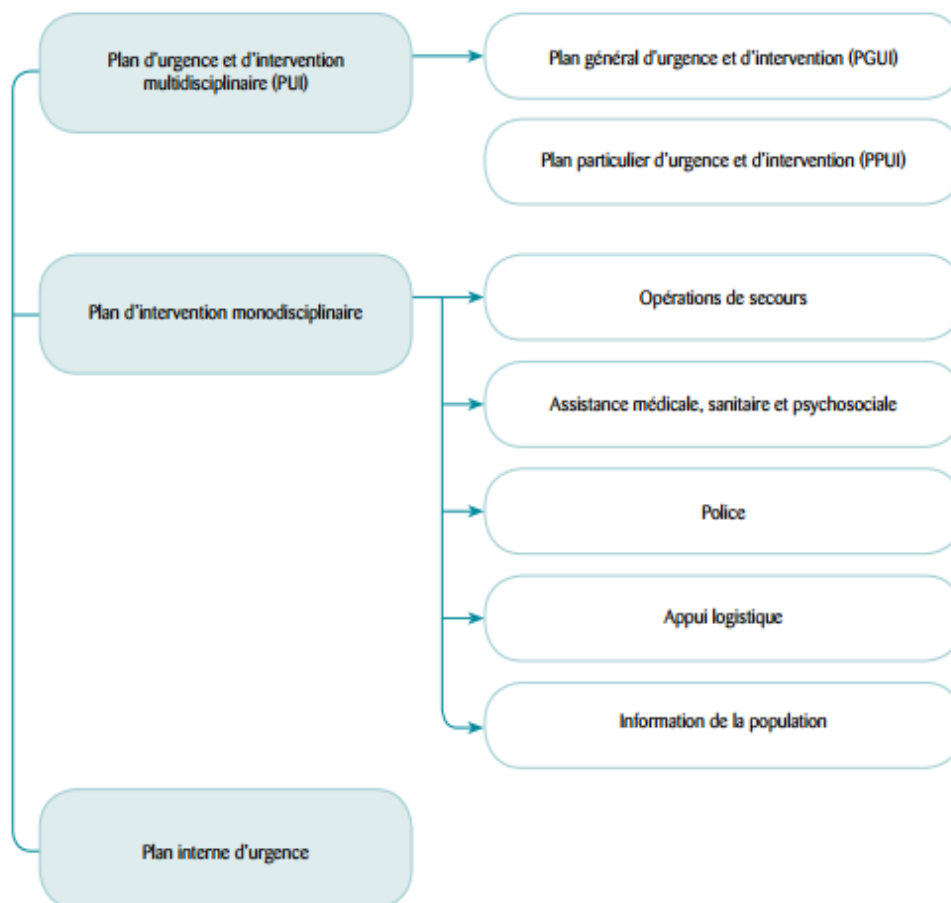 Plan d'urgence et d'intervention
multidisciplinaire (PUI)
Plan général d'urgence et d'intervention (PGUI)
Plan particulier d'urgence et d'intervention (PPUI)
Plan d'intervention monodisciplinaire
Opérations de secours
Assistance médicale, sanitaire et psychosociale
Police
Appui logistique
Information de la population
Plan interne d'urgence